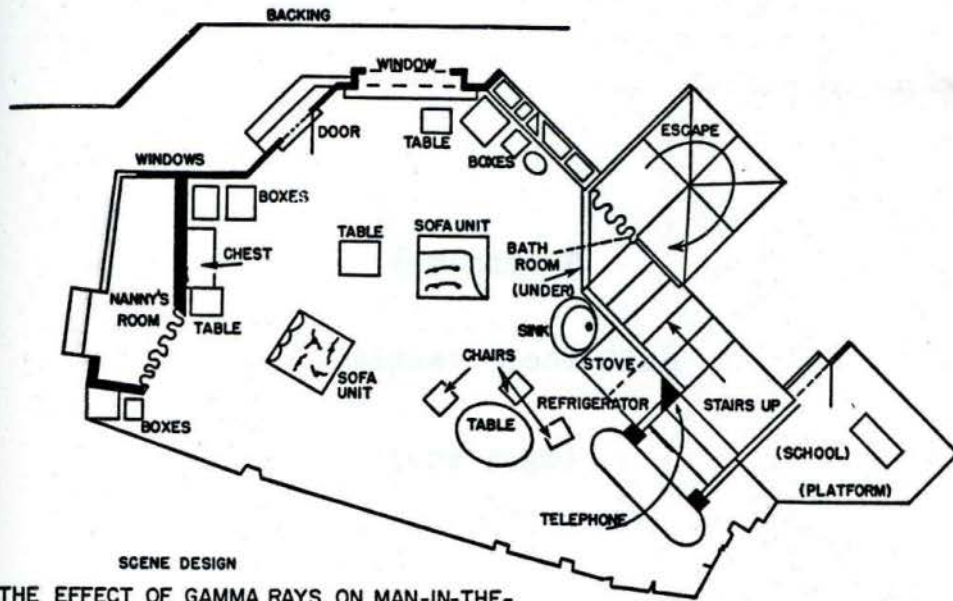 BACKING
WINDOW
DOOR
TABLE
BOXES
ESCAPE
WINDOWS
BOXES
TABLE
SOFA UNIT
BATH
ROOM
(UNDER)
CHEST
NANNY'S
ROOM
TABLE
SINK
SOFA
UNIT
CHAIRS
STOVE
REFRIGERATOR
STAIRS UP
BOXES
TABLE
(SCHOOL)
(PLATFORM)
TELEPHONE
SCENE DESIGN
THE EFFECT OF GAMMA RAYS ON MAN-IN-THE-